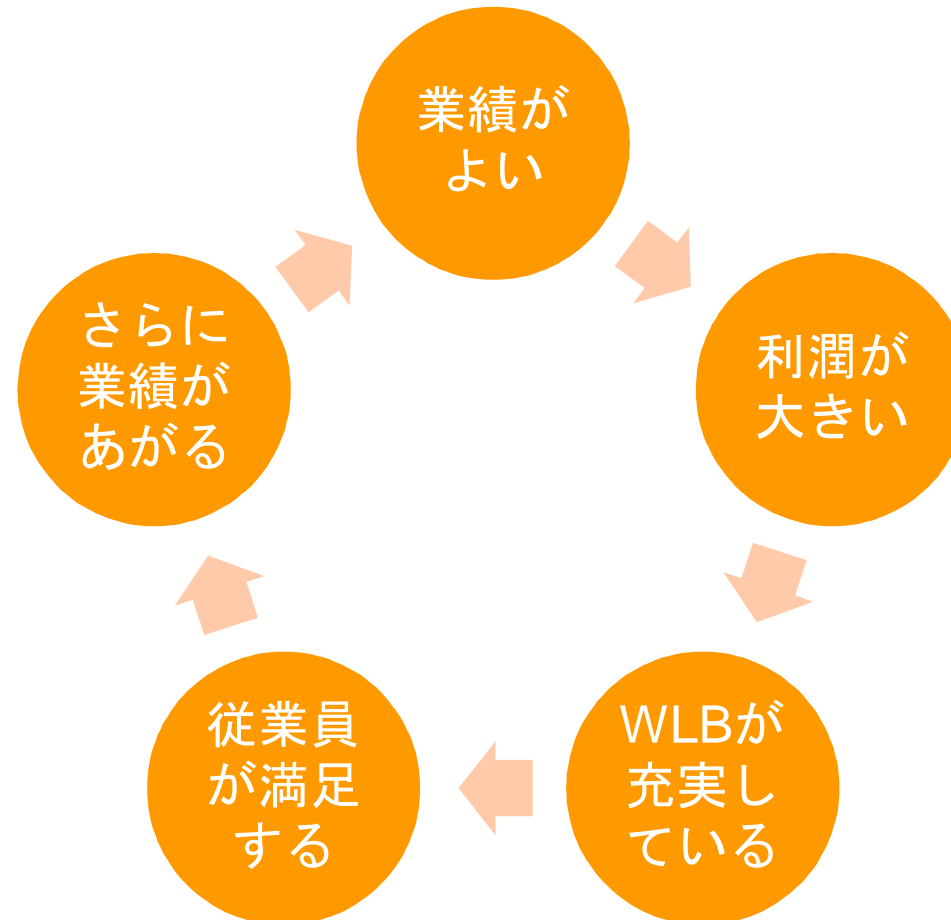 業績が
よい
利潤が
大きい
WLBが
充実し
ている
従業員
が満足
する
さらに
業績が
あがる